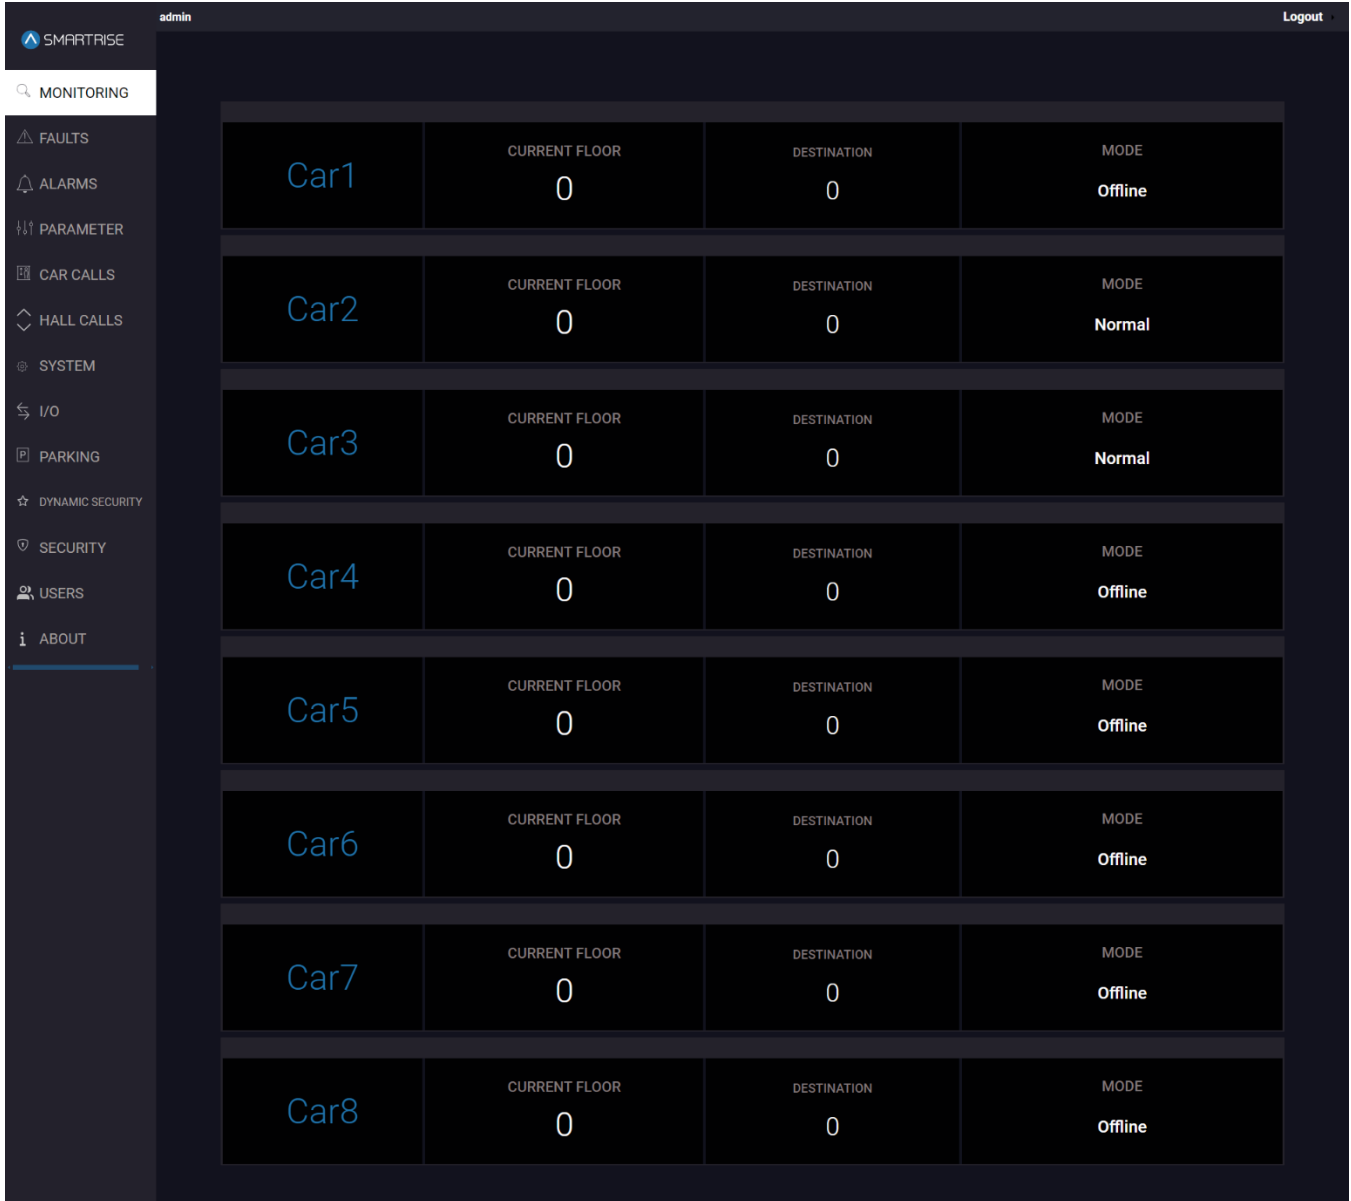 admin
Logout
SMARTRISE
MONITORING
FAULTS
ALARMS
PARAMETER
CAR CALLS
HALL CALLS
SYSTEM
I/O
P PARKING
DYNAMIC SECURITY
SECURITY
USERS
i ABOUT
Car1
CURRENT FLOOR
0
DESTINATION
0
MODE
Offline
Car2
CURRENT FLOOR
0
DESTINATION
0
MODE
Normal
Car3
CURRENT FLOOR
0
DESTINATION
0
MODE
Normal
Car4
CURRENT FLOOR
0
DESTINATION
0
MODE
Offline
Car5
CURRENT FLOOR
0
DESTINATION
0
MODE
Offline
Car6
CURRENT FLOOR
0
DESTINATION
0
MODE
Offline
Car7
CURRENT FLOOR
0
DESTINATION
0
MODE
Offline
Car8
CURRENT FLOOR
0
DESTINATION
0
MODE
Offline